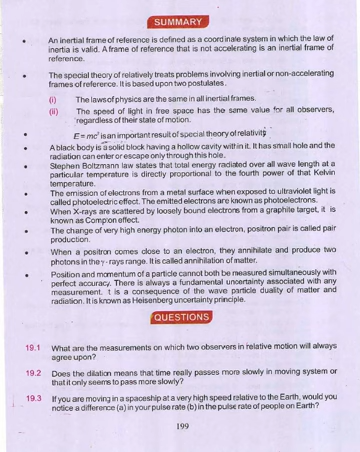 SUMMARY
An inertial frame of reference is defined as a coordinate system in which the law of
inertia is valid. A frame of reference that is not accelerating is an inertial frame of
reference.
The special theory of relatively treats problems involving inertial or non-accelerating
frames of reference. It is based upon two postulates.
(i) The laws of physics are the same in all inertial frames.
(ii) The speed of light in free space has the same value for all observers,
regardless of their state of motion.
E = mc² is an important result of special theory of relativity
A black body is a solid block having a hollow cavity within it. It has small hole and the
radiation can enter or escape only through this hole.
Stephen Boltzmann law states that total energy radiated over all wave length at a
particular temperature is directly proportional to the fourth power of that Kelvin
temperature.
The emission of electrons from a metal surface when exposed to ultraviolet light is
called photoelectric effect. The emitted electrons are known as photoelectrons.
When X-rays are scattered by loosely bound electrons from a graphite target, it is
known as Compton effect.
The change of very high energy photon into an electron, positron pair is called pair
production.
When a positron comes close to an electron, they annihilate and produce two
photons in the γ - rays range. It is called annihilation of matter.
Position and momentum of a particle cannot both be measured simultaneously with
perfect accuracy. There is always a fundamental uncertainty associated with any
measurement. t is a consequence of the wave particle duality of matter and
radiation. It is known as Heisenberg uncertainty principle.
QUESTIONS
19.1 What are the measurements on which two observers in relative motion will always
agree upon?
19.2 Does the dilation means that time really passes more slowly in moving system or
that it only seems to pass more slowly?
19.3 If you are moving in a spaceship at a very high speed relative to the Earth, would you
notice a difference (a) in your pulse rate (b) in the pulse rate of people on Earth?
199